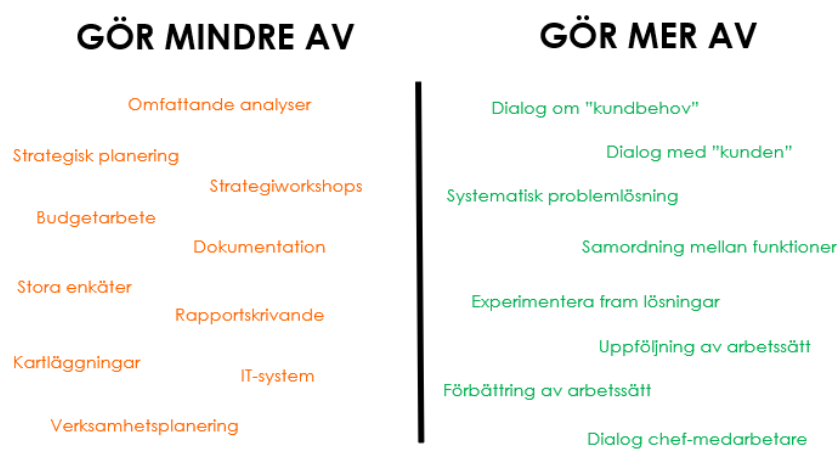 GÖR MINDRE AV
Omfattande analyser
Strategisk planering
Strategiworkshops
Budgetarbete
Dokumentation
Stora enkäter
Rapportskrivande
Kartläggningar
IT-system
Verksamhetsplanering
GÖR MER AV
Dialog om ”kundbehov”
Dialog med ”kunden”
Systematisk problemlösning
Samordning mellan funktioner
Experimentera fram lösningar
Uppföljning av arbetssätt
Förbättring av arbetssätt
Dialog chef-medarbetare